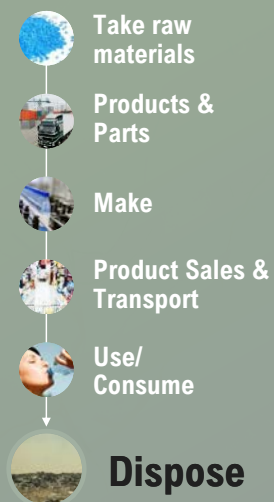 Take raw
materials
Products &
Parts
Make
Product Sales &
Transport
Use/
Consume
Dispose